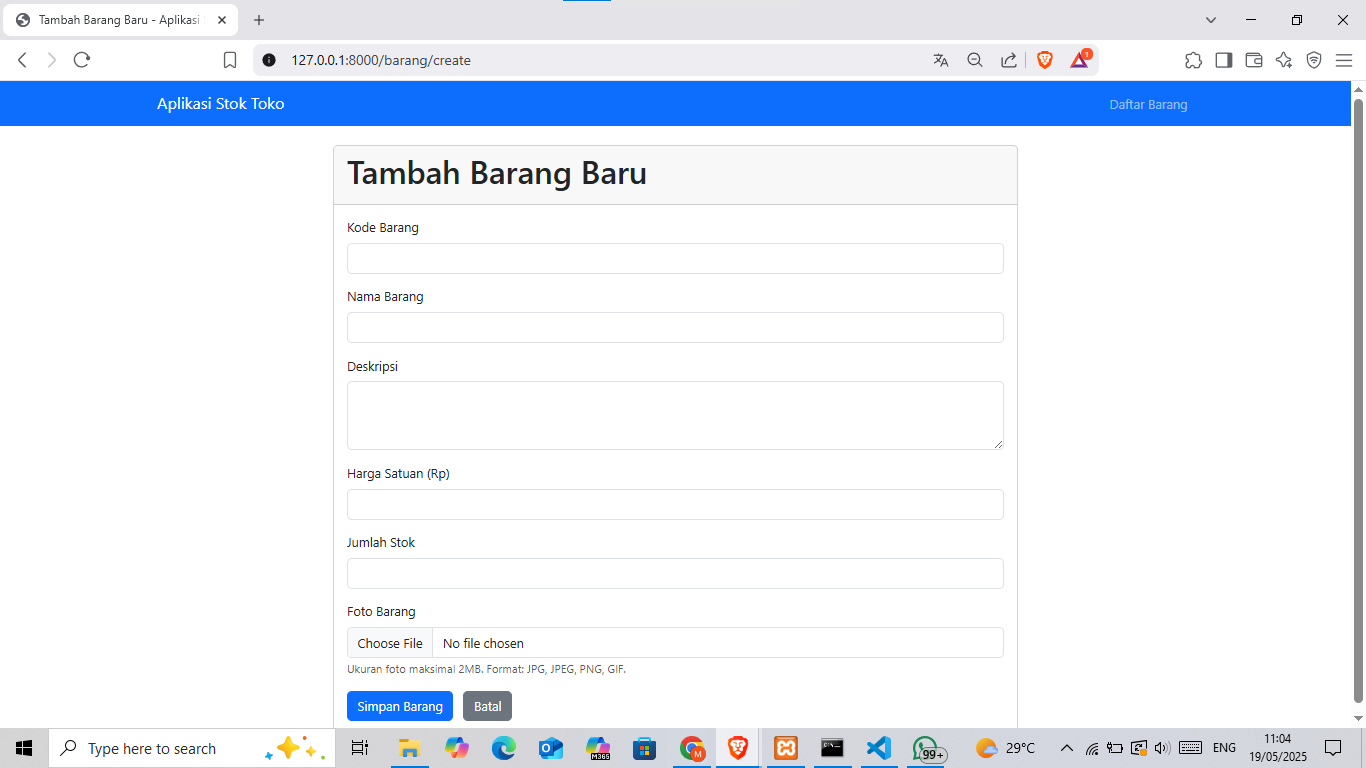 Tambah Barang Baru - Aplikasi
127.0.0.1:8000/barang/create
1
Aplikasi Stok Toko
Daftar Barang
Tambah Barang Baru
Kode Barang
Nama Barang
Deskripsi
Harga Satuan (Rp)
Jumlah Stok
Foto Barang
Choose File No file chosen
Ukuran foto maksimal 2MB. Format: JPG, JPEG, PNG, GIF.
Simpan Barang Batal
Type here to search
M365
M
99+
29°C
ENG
11:04
19/05/2025